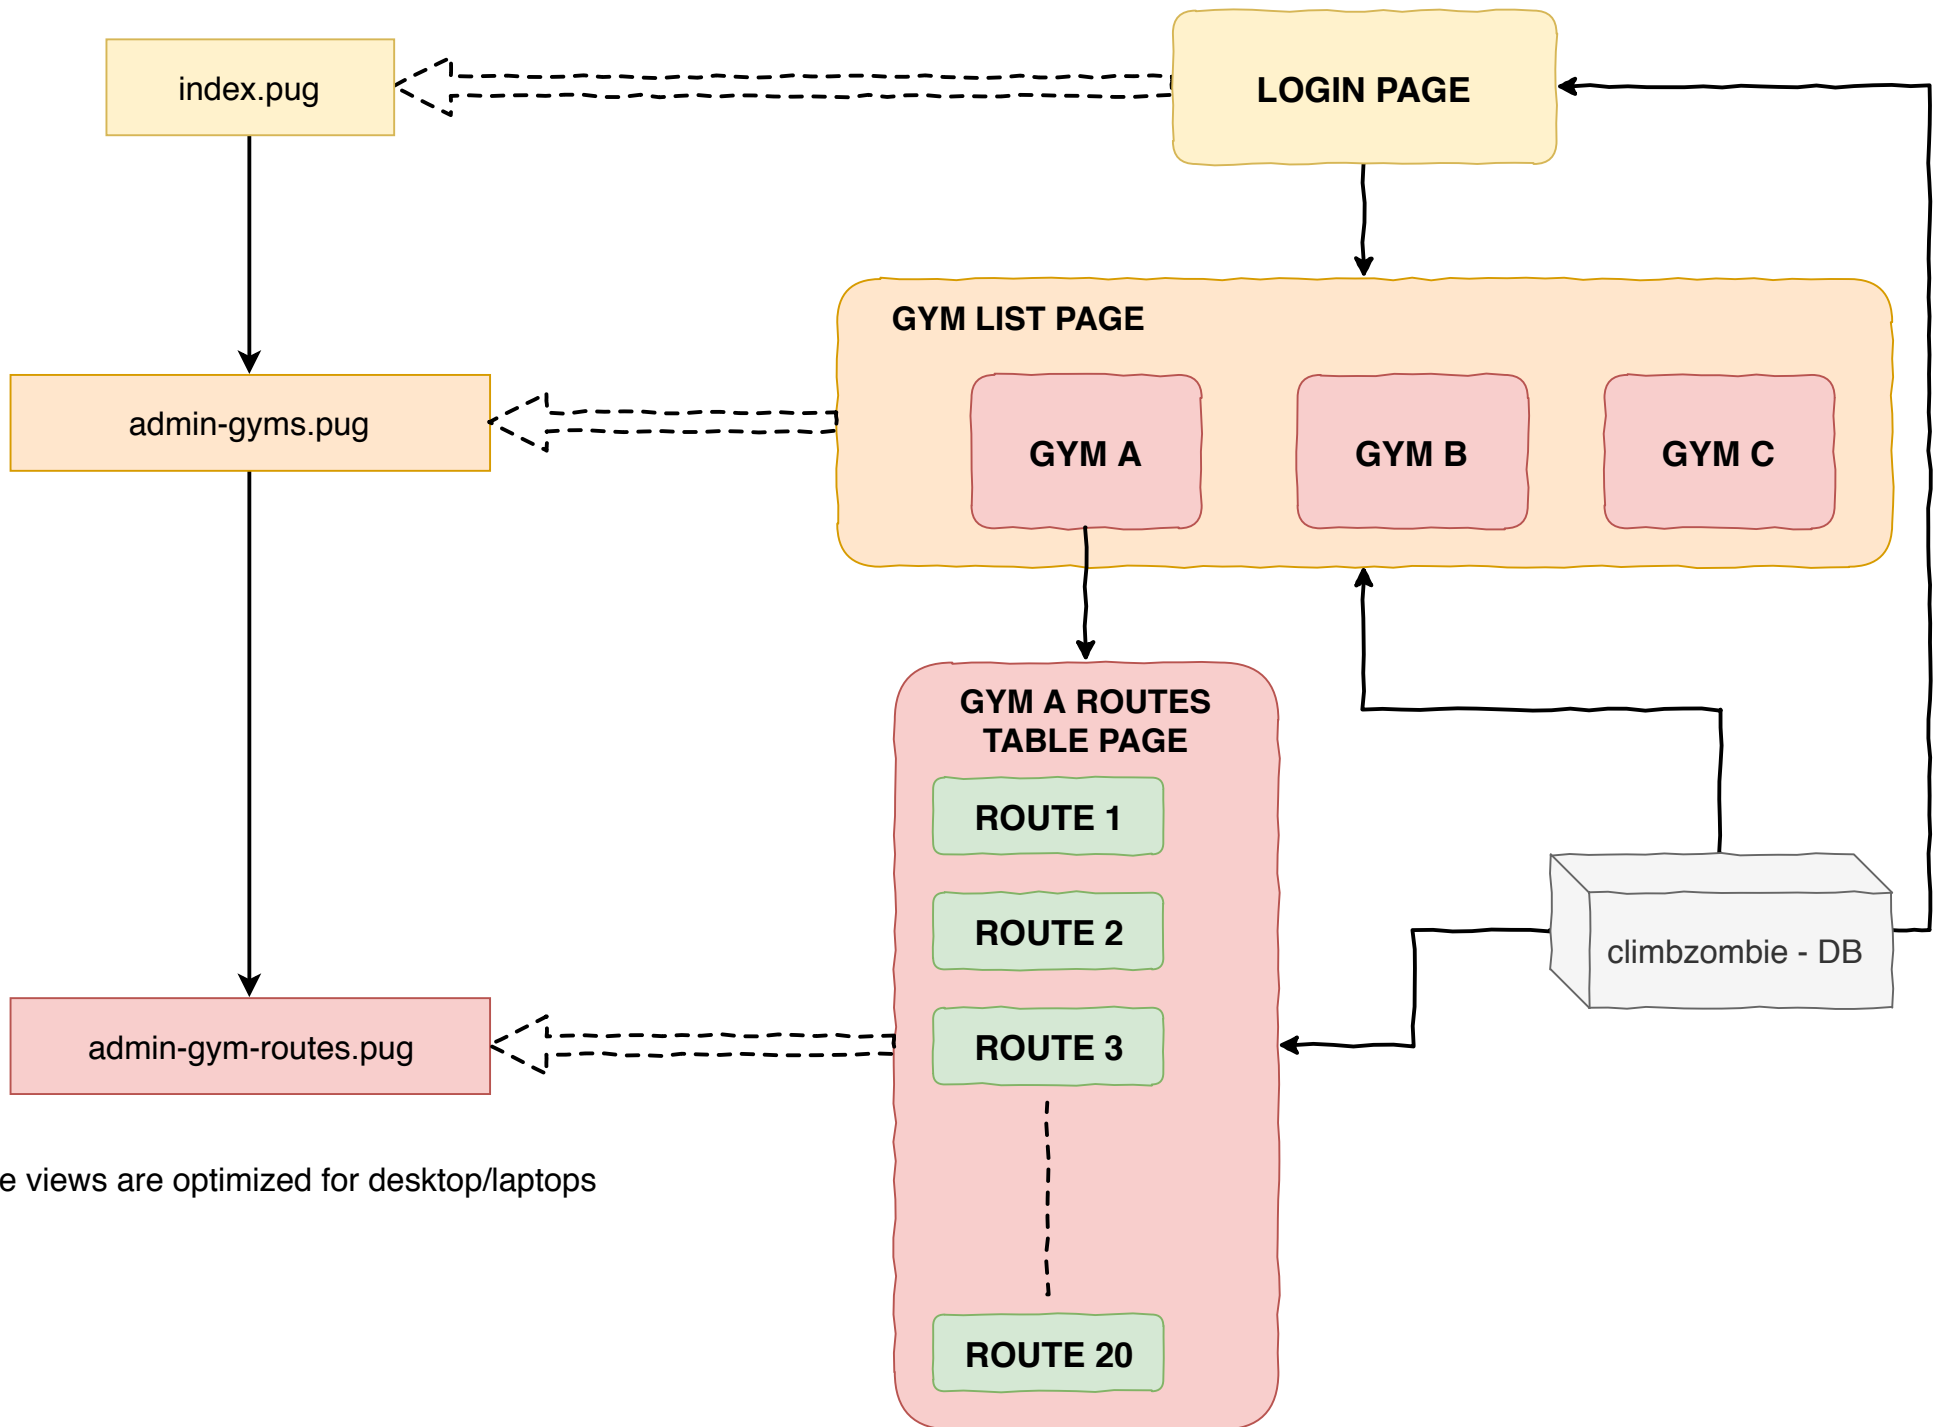 index.pug
LOGIN PAGE
GYM LIST PAGE
admin-gyms.pug
GYM A
GYM B
GYM C
GYM A ROUTES
TABLE PAGE
ROUTE 1
ROUTE 2
climbzombie - DB
admin-gym-routes.pug
ROUTE 3
views are optimized for desktop/laptops
ROUTE 20